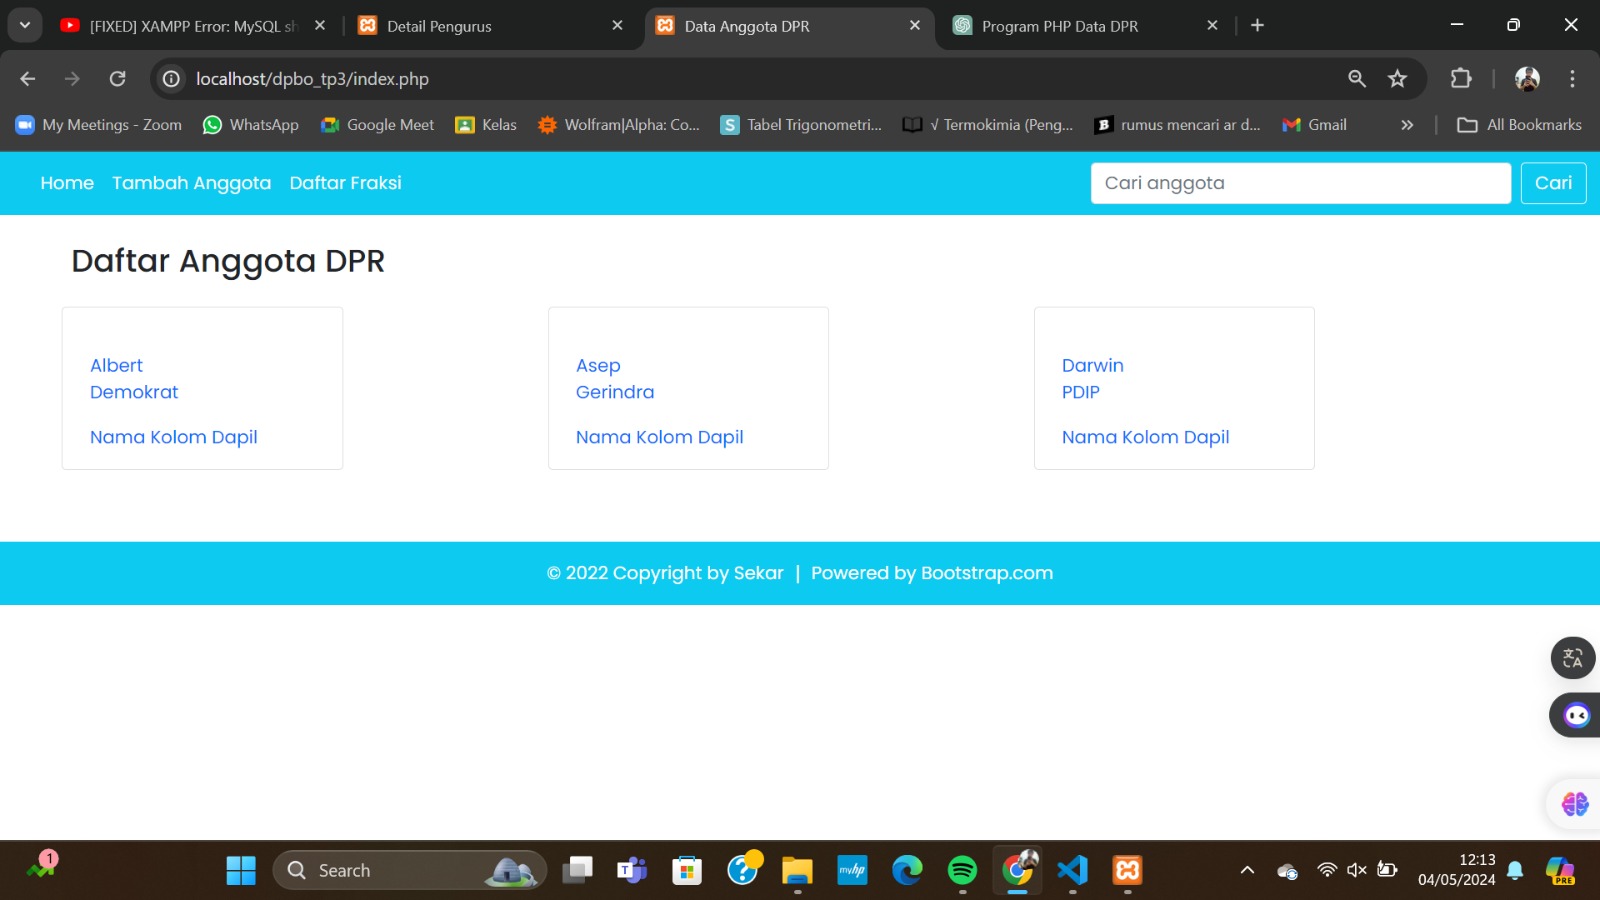 [FIXED] XAMPP Error: MySQL sh
Detail Pengurus
Data Anggota DPR
Program PHP Data DPR
localhost/dpbo_tp3/index.php
My Meetings - Zoom
WhatsApp
Google Meet
Kelas
Wolfram|Alpha: Co...
Tabel Trigonometri...
√ Termokimia (Peng...
rumus mencari ar d...
Gmail
All Bookmarks
Home Tambah Anggota Daftar Fraksi
Cari anggota
Cari
Daftar Anggota DPR
Albert
Demokrat
Nama Kolom Dapil
Asep
Gerindra
Nama Kolom Dapil
Darwin
PDIP
Nama Kolom Dapil
© 2022 Copyright by Sekar | Powered by Bootstrap.com
1
Search
myhp
PRE
12:13
04/05/2024